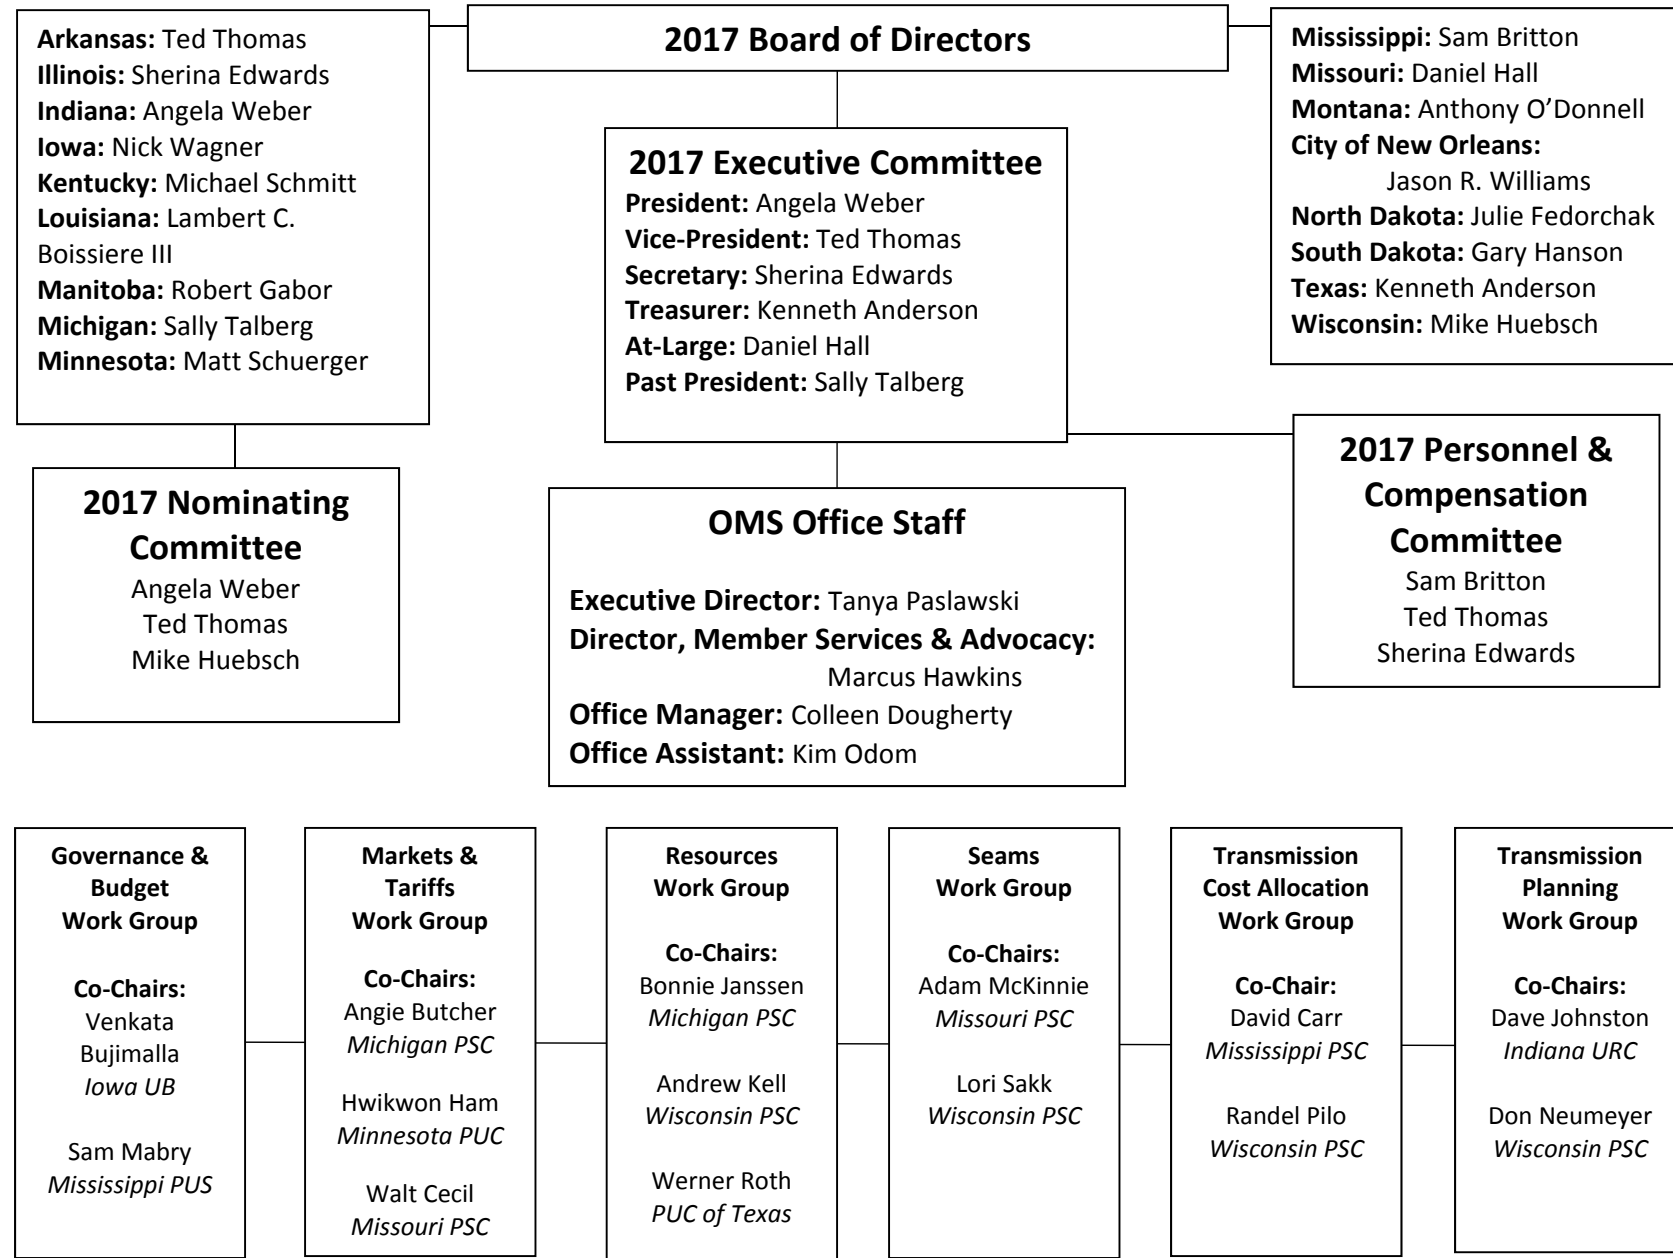 2017 Board of Directors
Arkansas: Ted Thomas
Illinois: Sherina Edwards
Indiana: Angela Weber
Iowa: Nick Wagner
Kentucky: Michael Schmitt
Louisiana: Lambert C.
Boissiere III
Manitoba: Robert Gabor
Michigan: Sally Talberg
Minnesota: Matt Schuerger
Mississippi: Sam Britton
Missouri: Daniel Hall
Montana: Anthony O’Donnell
City of New Orleans:
Jason R. Williams
North Dakota: Julie Fedorchak
South Dakota: Gary Hanson
Texas: Kenneth Anderson
Wisconsin: Mike Huebsch
2017 Executive Committee
President: Angela Weber
Vice-President: Ted Thomas
Secretary: Sherina Edwards
Treasurer: Kenneth Anderson
At-Large: Daniel Hall
Past President: Sally Talberg
2017 Nominating
Committee
Angela Weber
Ted Thomas
Mike Huebsch
OMS Office Staff
Executive Director: Tanya Paslawski
Director, Member Services & Advocacy:
Marcus Hawkins
Office Manager: Colleen Dougherty
Office Assistant: Kim Odom
2017 Personnel &
Compensation
Committee
Sam Britton
Ted Thomas
Sherina Edwards
Governance &
Budget
Work Group
Co-Chairs:
Venkata
Bujimalla
Iowa UB
Sam Mabry
Mississippi PUS
Markets &
Tariffs
Work Group
Co-Chairs:
Angie Butcher
Michigan PSC
Hwikwon Ham
Minnesota PUC
Walt Cecil
Missouri PSC
Resources
Work Group
Co-Chairs:
Bonnie Janssen
Michigan PSC
Andrew Kell
Wisconsin PSC
Werner Roth
PUC of Texas
Seams
Work Group
Co-Chairs:
Adam McKinnie
Missouri PSC
Lori Sakk
Wisconsin PSC
Transmission
Cost Allocation
Work Group
Co-Chair:
David Carr
Mississippi PSC
Randel Pilo
Wisconsin PSC
Transmission
Planning
Work Group
Co-Chairs:
Dave Johnston
Indiana URC
Don Neumeyer
Wisconsin PSC